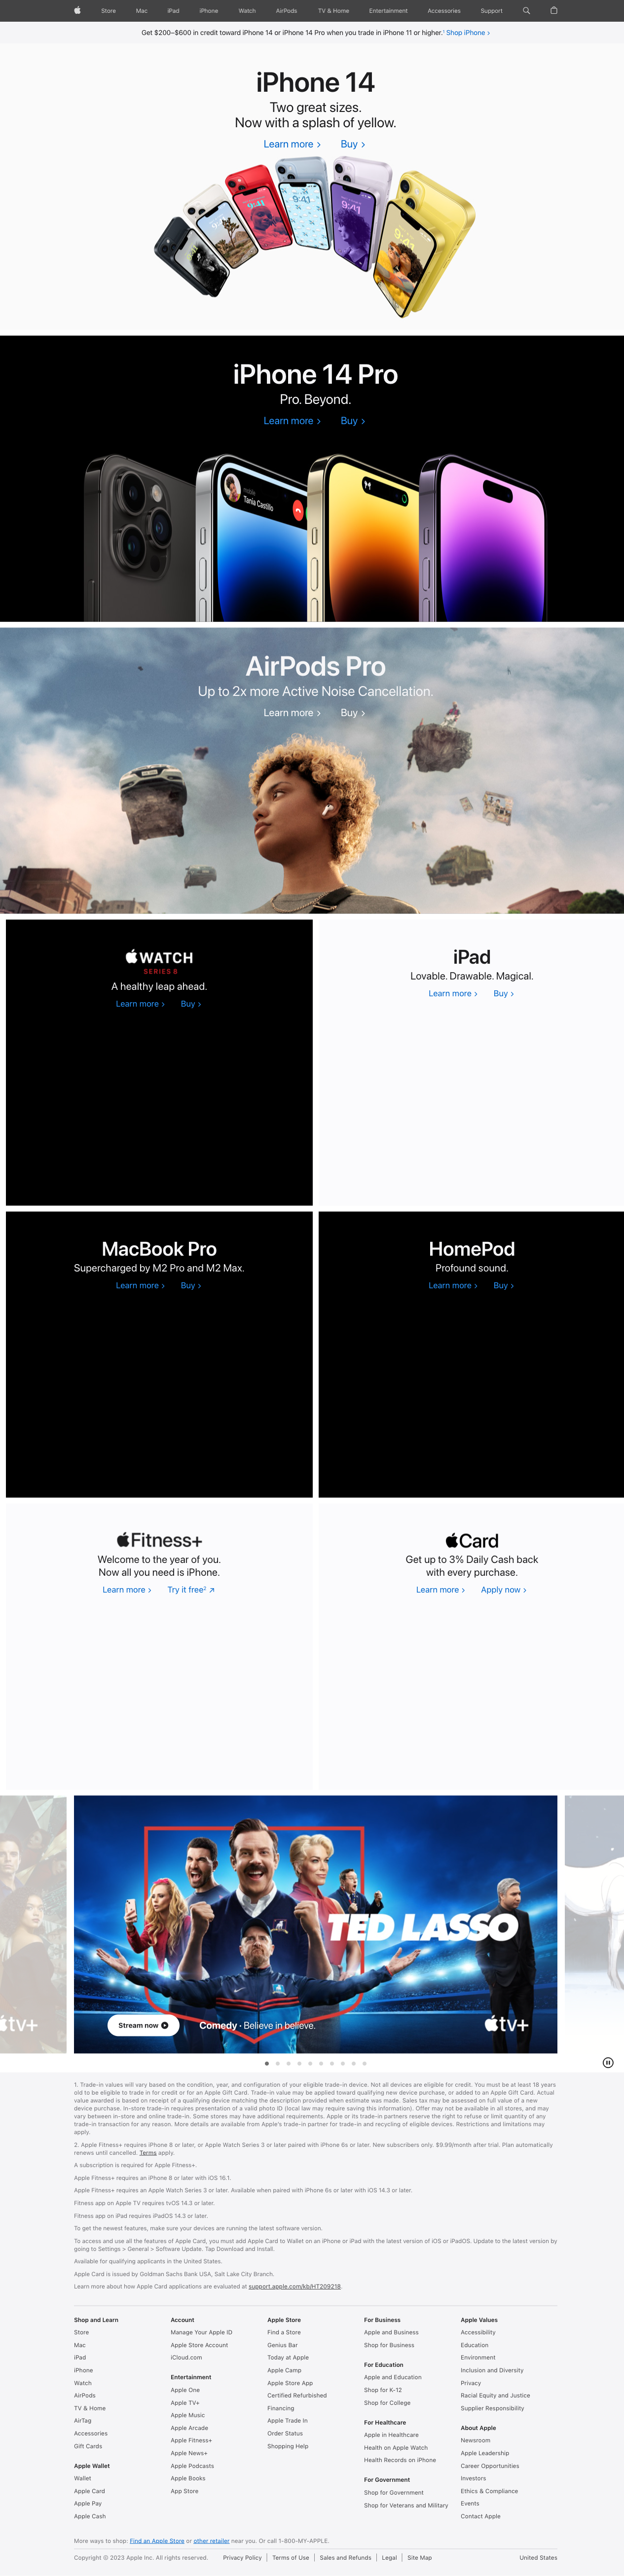 Store Mac iPad iPhone Watch AirPods TV & Home Entertainment Accessories Support
Get $200–$600 in credit toward iPhone 14 or iPhone 14 Pro when you trade in iPhone 11 or higher.¹ Shop iPhone >
iPhone 14
Two great sizes.
Now with a splash of yellow.
Learn more > Buy >
9:41 9:41 9:41 9:41 9:41
iPhone 14 Pro
Pro. Beyond.
Learn more > Buy >
mobile
Tania Castillo
AirPods Pro
Up to 2x more Active Noise Cancellation.
Learn more > Buy >
WATCH
SERIES 8
A healthy leap ahead.
Learn more > Buy >
iPad
Lovable. Drawable. Magical.
Learn more > Buy >
MacBook Pro
Supercharged by M2 Pro and M2 Max.
Learn more > Buy >
HomePod
Profound sound.
Learn more > Buy >
Fitness+
Welcome to the year of you.
Now all you need is iPhone.
Learn more > Try it free² ↗
Card
Get up to 3% Daily Cash back
with every purchase.
Learn more > Apply now >
tv+
TED LASSO
Stream now
Comedy · Believe in believe.
tv+
1. Trade-in values will vary based on the condition, year, and configuration of your eligible trade-in device. Not all devices are eligible for credit. You must be at least 18 years
old to be eligible to trade in for credit or for an Apple Gift Card. Trade-in value may be applied toward qualifying new device purchase, or added to an Apple Gift Card. Actual
value awarded is based on receipt of a qualifying device matching the description provided when estimate was made. Sales tax may be assessed on full value of a new
device purchase. In-store trade-in requires presentation of a valid photo ID (local law may require saving this information). Offer may not be available in all stores, and may
vary between in-store and online trade-in. Some stores may have additional requirements. Apple or its trade-in partners reserve the right to refuse or limit quantity of any
trade-in transaction for any reason. More details are available from Apple's trade-in partner for trade-in and recycling of eligible devices. Restrictions and limitations may
apply.
2. Apple Fitness+ requires iPhone 8 or later, or Apple Watch Series 3 or later paired with iPhone 6s or later. New subscribers only. $9.99/month after trial. Plan automatically
renews until cancelled. Terms apply.
A subscription is required for Apple Fitness+.
Apple Fitness+ requires an iPhone 8 or later with iOS 16.1.
Apple Fitness+ requires an Apple Watch Series 3 or later. Available when paired with iPhone 6s or later with iOS 14.3 or later.
Fitness app on Apple TV requires tvOS 14.3 or later.
Fitness app on iPad requires iPadOS 14.3 or later.
To get the newest features, make sure your devices are running the latest software version.
To access and use all the features of Apple Card, you must add Apple Card to Wallet on an iPhone or iPad with the latest version of iOS or iPadOS. Update to the latest version by
going to Settings > General > Software Update. Tap Download and Install.
Available for qualifying applicants in the United States.
Apple Card is issued by Goldman Sachs Bank USA, Salt Lake City Branch.
Learn more about how Apple Card applications are evaluated at support.apple.com/kb/HT209218.
Shop and Learn
Store
Mac
iPad
iPhone
Watch
AirPods
TV & Home
AirTag
Accessories
Gift Cards
Apple Wallet
Wallet
Apple Card
Apple Pay
Apple Cash
Account
Manage Your Apple ID
Apple Store Account
iCloud.com
Entertainment
Apple One
Apple TV+
Apple Music
Apple Arcade
Apple Fitness+
Apple News+
Apple Podcasts
Apple Books
App Store
Apple Store
Find a Store
Genius Bar
Today at Apple
Apple Camp
Apple Store App
Certified Refurbished
Financing
Apple Trade In
Order Status
Shopping Help
For Business
Apple and Business
Shop for Business
For Education
Apple and Education
Shop for K-12
Shop for College
For Healthcare
Apple in Healthcare
Health on Apple Watch
Health Records on iPhone
For Government
Shop for Government
Shop for Veterans and Military
Apple Values
Accessibility
Education
Environment
Inclusion and Diversity
Privacy
Racial Equity and Justice
Supplier Responsibility
About Apple
Newsroom
Apple Leadership
Career Opportunities
Investors
Ethics & Compliance
Events
Contact Apple
More ways to shop: Find an Apple Store or other retailer near you. Or call 1-800-MY-APPLE.
Copyright © 2023 Apple Inc. All rights reserved. Privacy Policy | Terms of Use | Sales and Refunds | Legal | Site Map United States